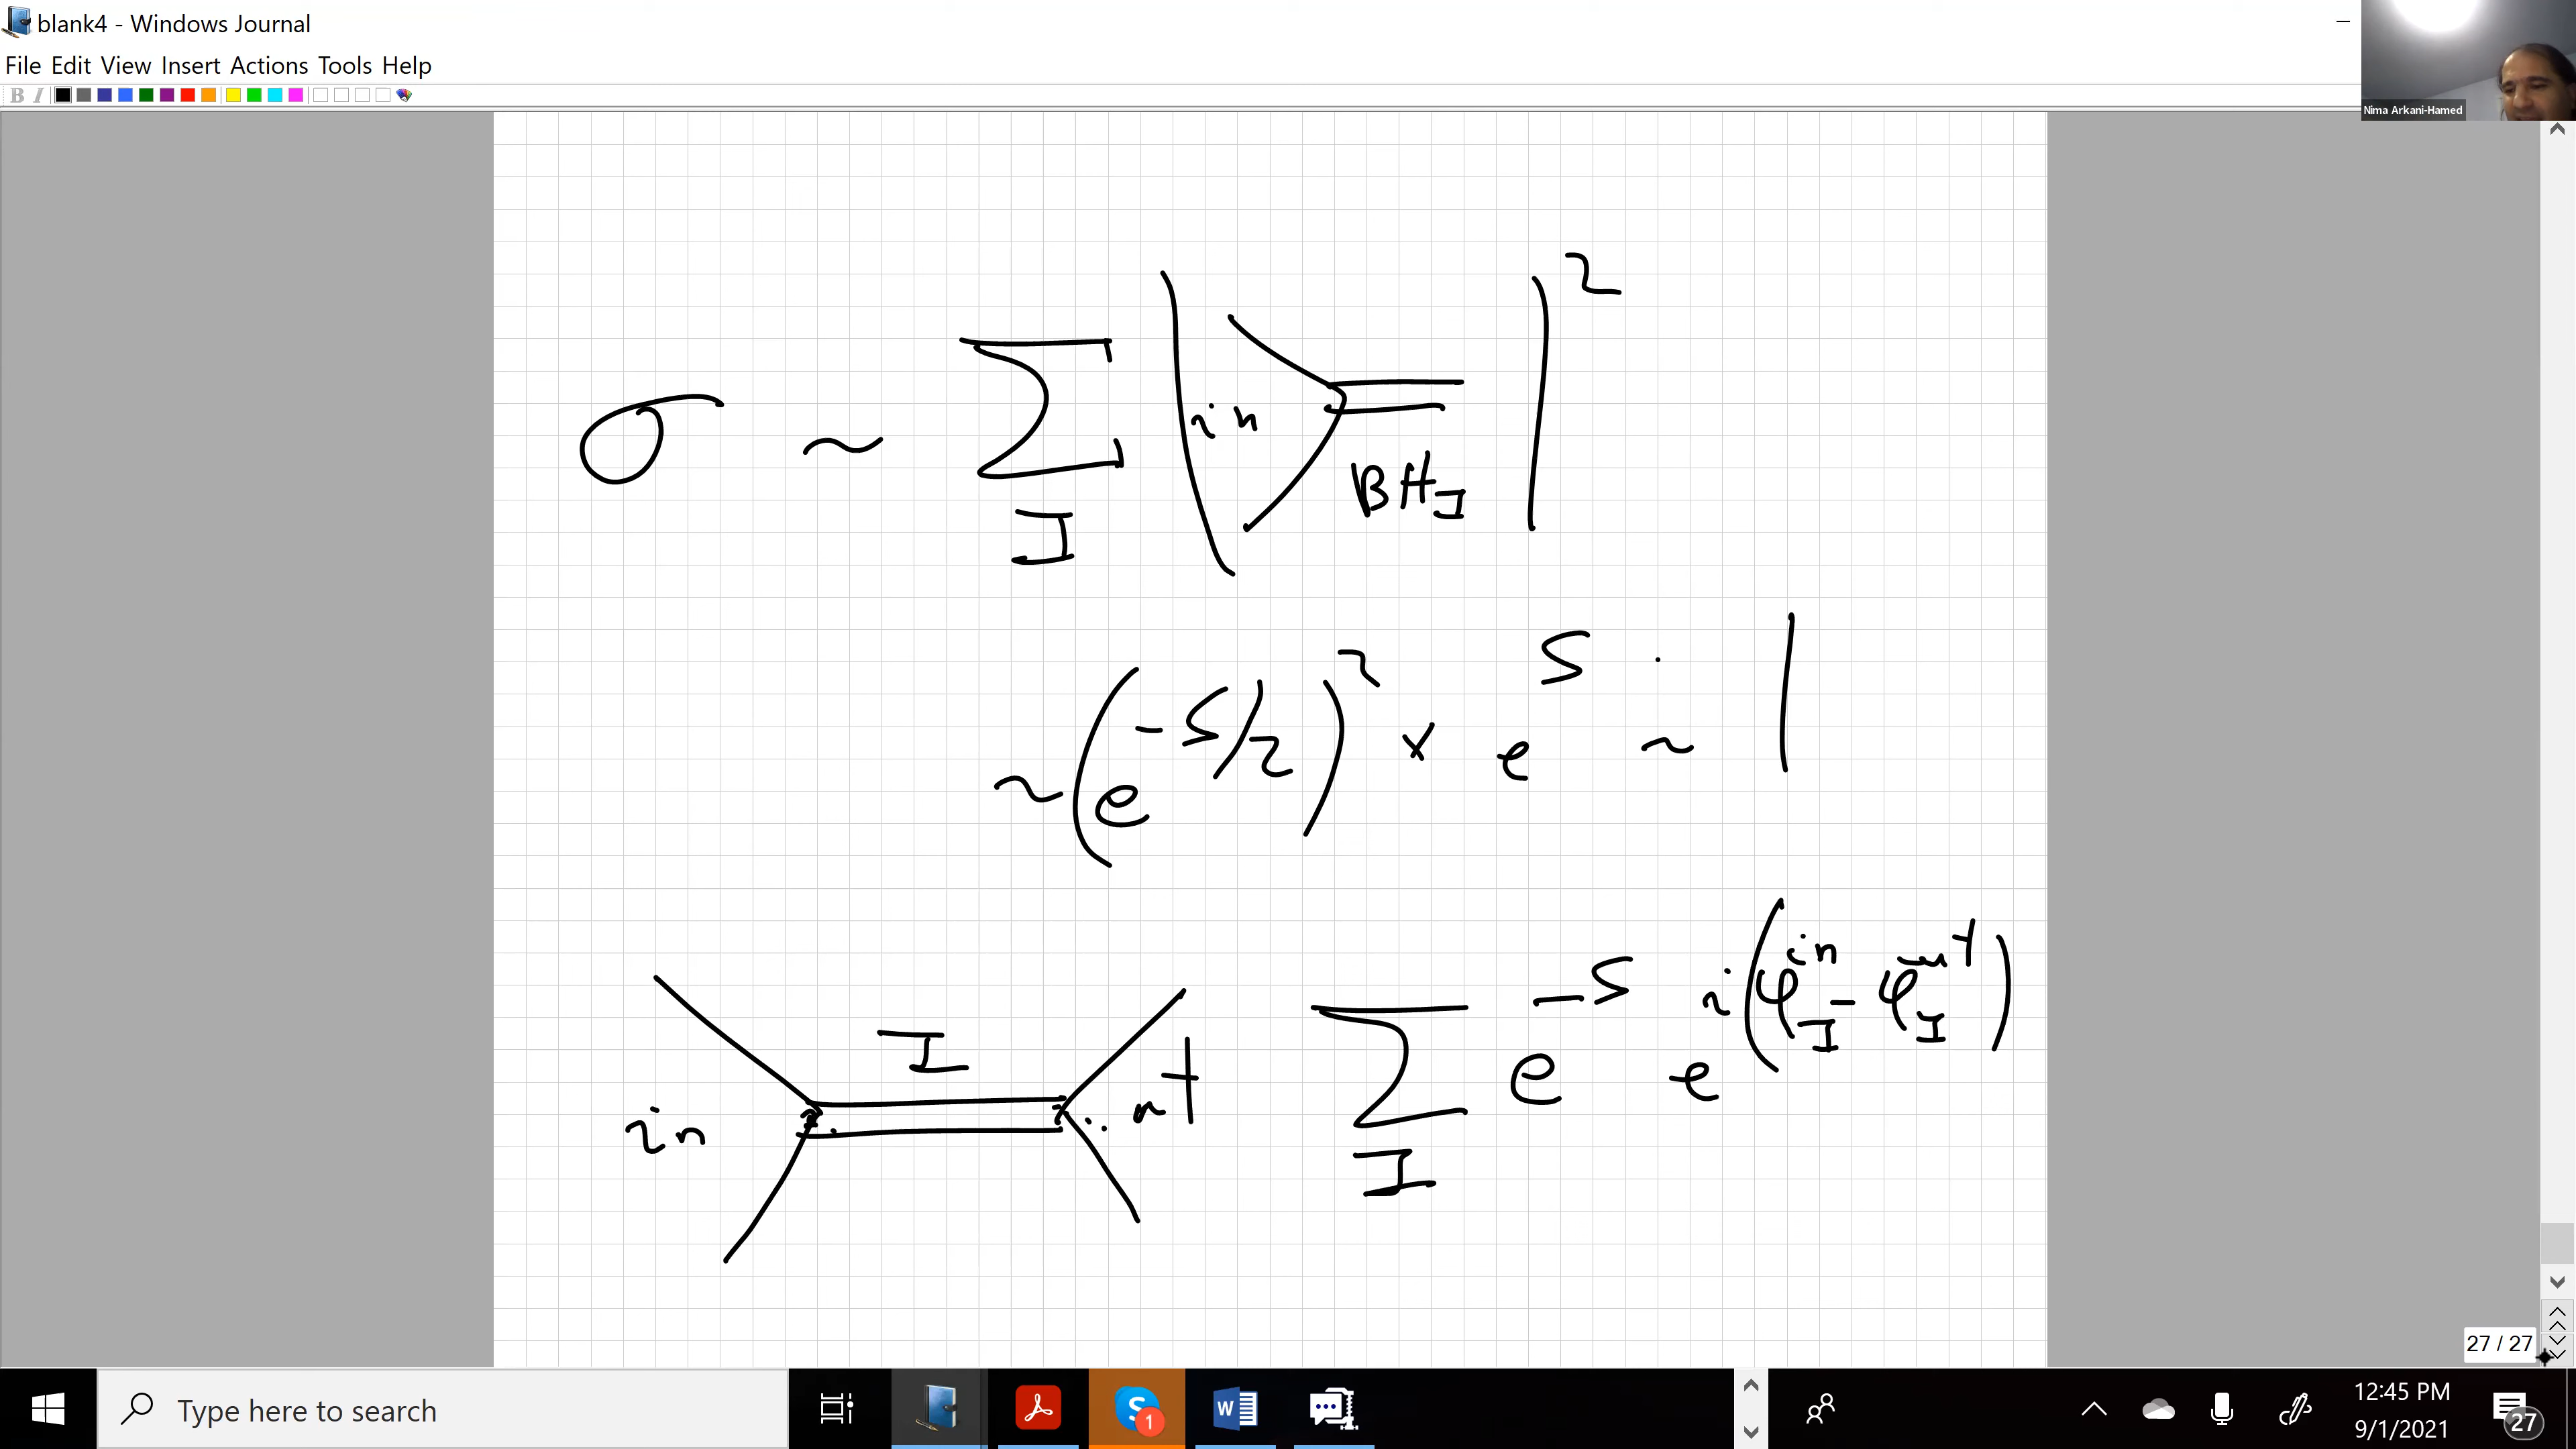 blank4 - Windows Journal
File Edit View Insert Actions Tools Help
B I
Nima Arkani-Hamed
σ ~ Σ_I | in BH_I |²
~ (e^{-S/2})² × e^S ~ 1
in I out Σ_I e^{-S} e^{i(φ_I^{in} - φ_I^{out})}
27 / 27
Type here to search
S 1
W
12:45 PM
9/1/2021
27